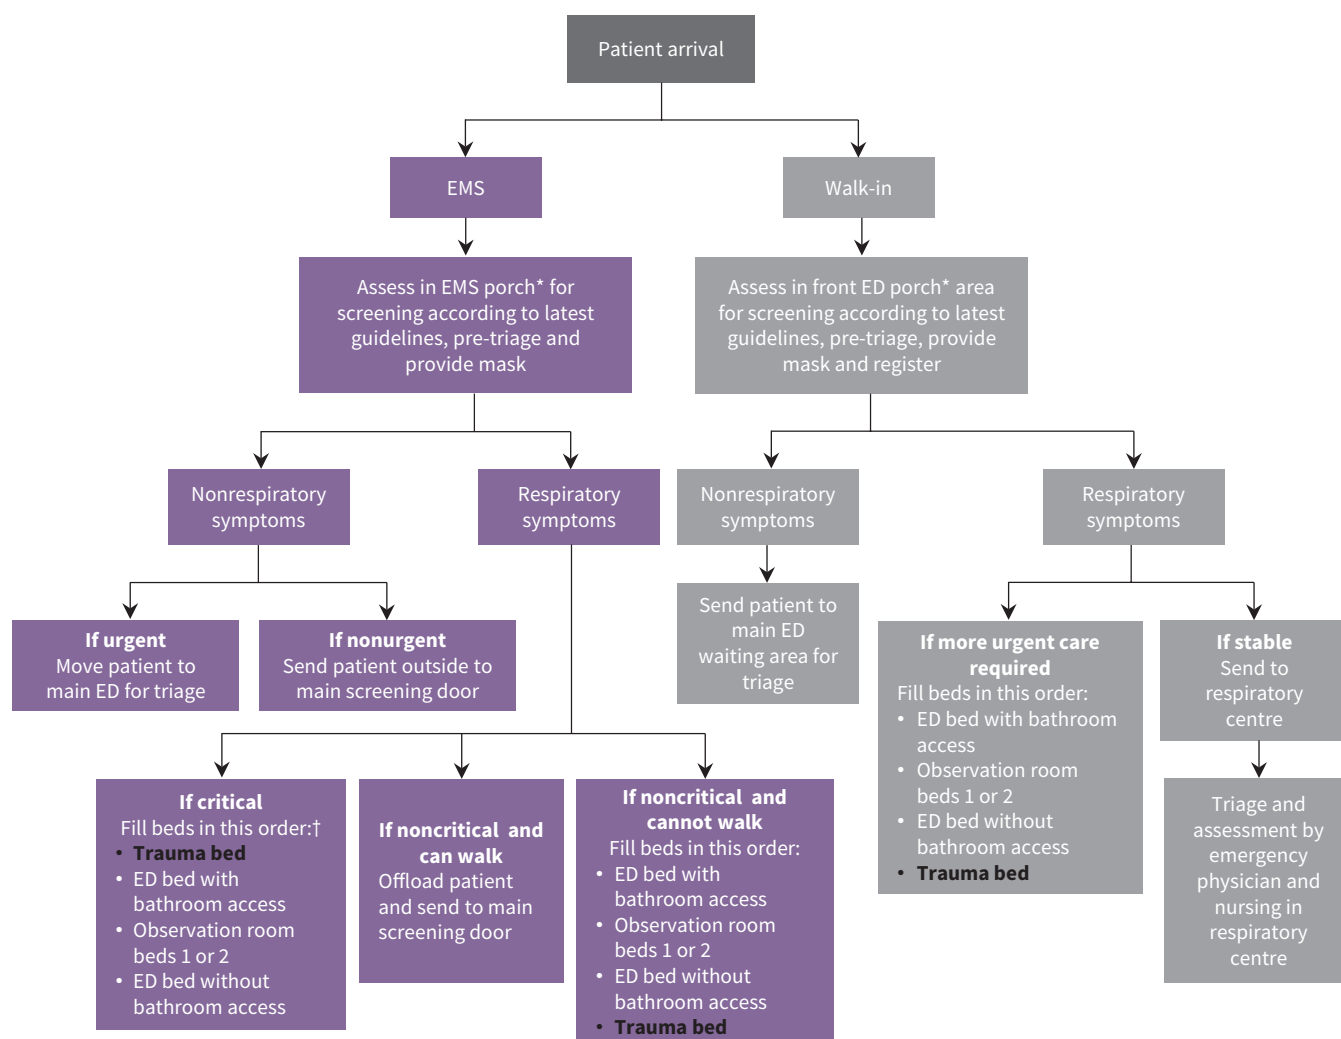 Patient arrival
EMS
Walk-in
Assess in EMS porch* for
screening according to latest
guidelines, pre-triage and
provide mask
Assess in front ED porch* area
for screening according to latest
guidelines, pre-triage, provide
mask and register
Nonrespiratory
symptoms
Respiratory
symptoms
Nonrespiratory
symptoms
Respiratory
symptoms
If urgent
Move patient to
main ED for triage
If nonurgent
Send patient outside to
main screening door
Send patient to
main ED
waiting area for
triage
If more urgent care
required
Fill beds in this order:
• ED bed with bathroom
access
• Observation room
beds 1 or 2
• ED bed without
bathroom access
• Trauma bed
If stable
Send to
respiratory
centre
If critical
Fill beds in this order:†
• Trauma bed
• ED bed with
bathroom access
• Observation room
beds 1 or 2
• ED bed without
bathroom access
If noncritical and
can walk
Offload patient
and send to main
screening door
If noncritical and
cannot walk
Fill beds in this order:
• ED bed with
bathroom access
• Observation room
beds 1 or 2
• ED bed without
bathroom access
• Trauma bed
Triage and
assessment by
emergency
physician and
nursing in
respiratory
centre